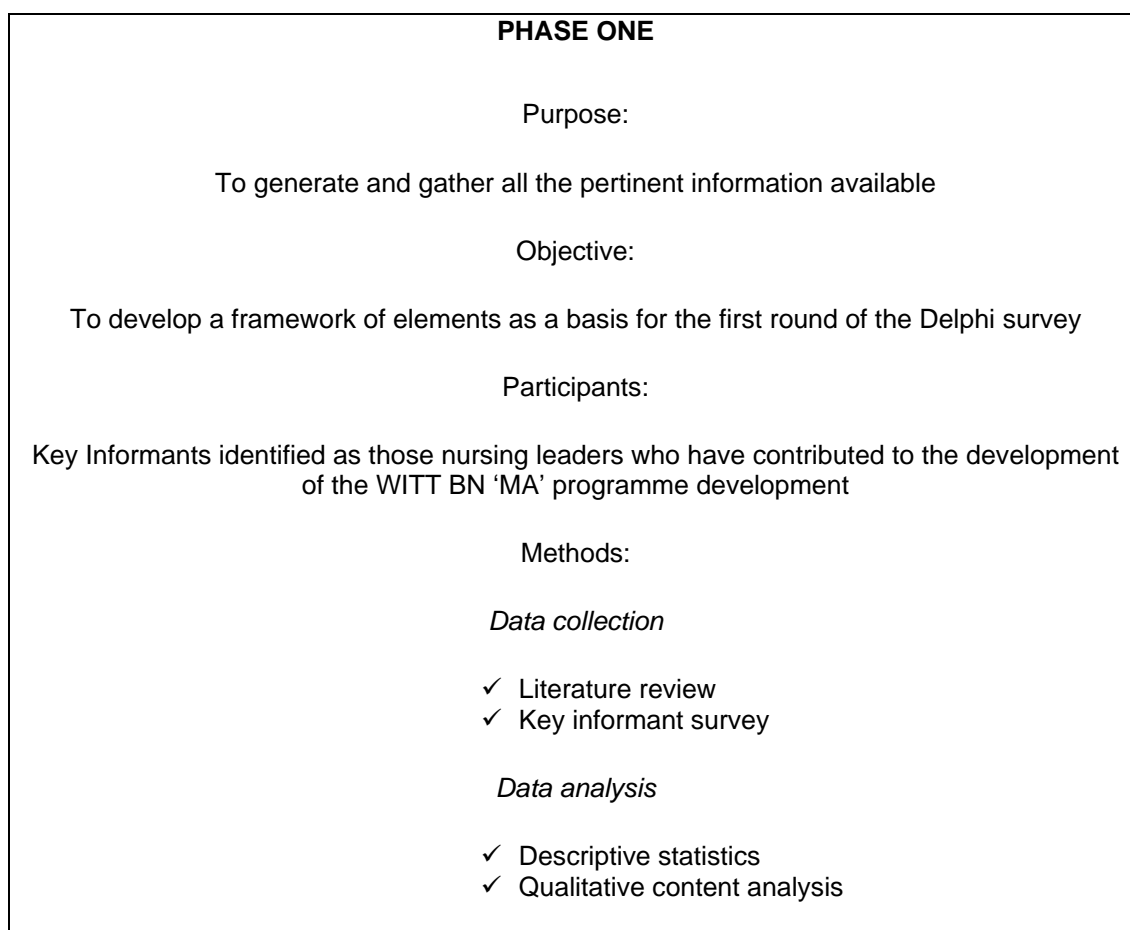 PHASE ONE
Purpose:
To generate and gather all the pertinent information available
Objective:
To develop a framework of elements as a basis for the first round of the Delphi survey
Participants:
Key Informants identified as those nursing leaders who have contributed to the development
of the WITT BN ‘MA’ programme development
Methods:
Data collection
✓ Literature review
✓ Key informant survey
Data analysis
✓ Descriptive statistics
✓ Qualitative content analysis